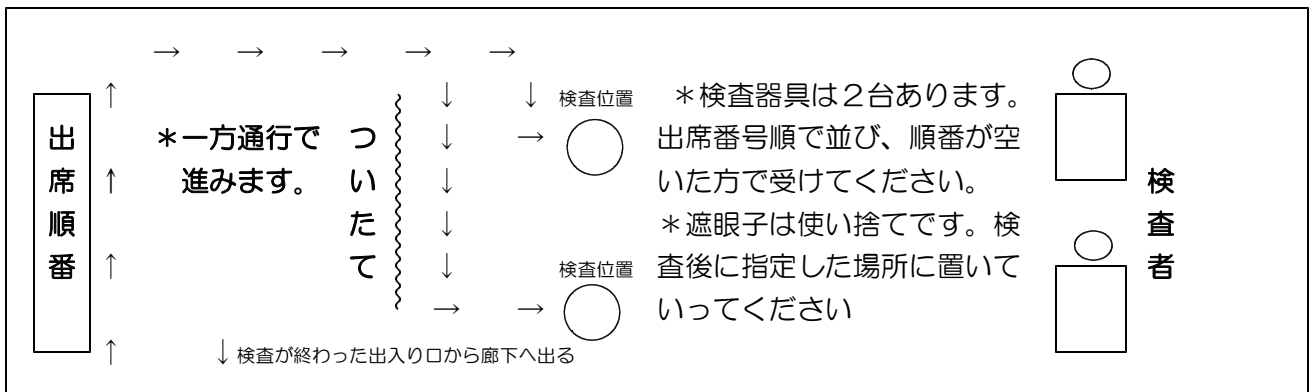 → → → → →
↑ ↓ ↓ 検査位置 *検査器具は２台あります。
*一方通行で ↓ → 出席番号順で並び、順番が空
↑ 進みます。 ↓ いた方で受けてください。
↓ *遮眼子は使い捨てです。検
↑ ↓ 検査位置 査後に指定した場所に置いて
→ → いってください
↑ ↓検査が終わった出入り口から廊下へ出る
出席順番
ついたて
検査者